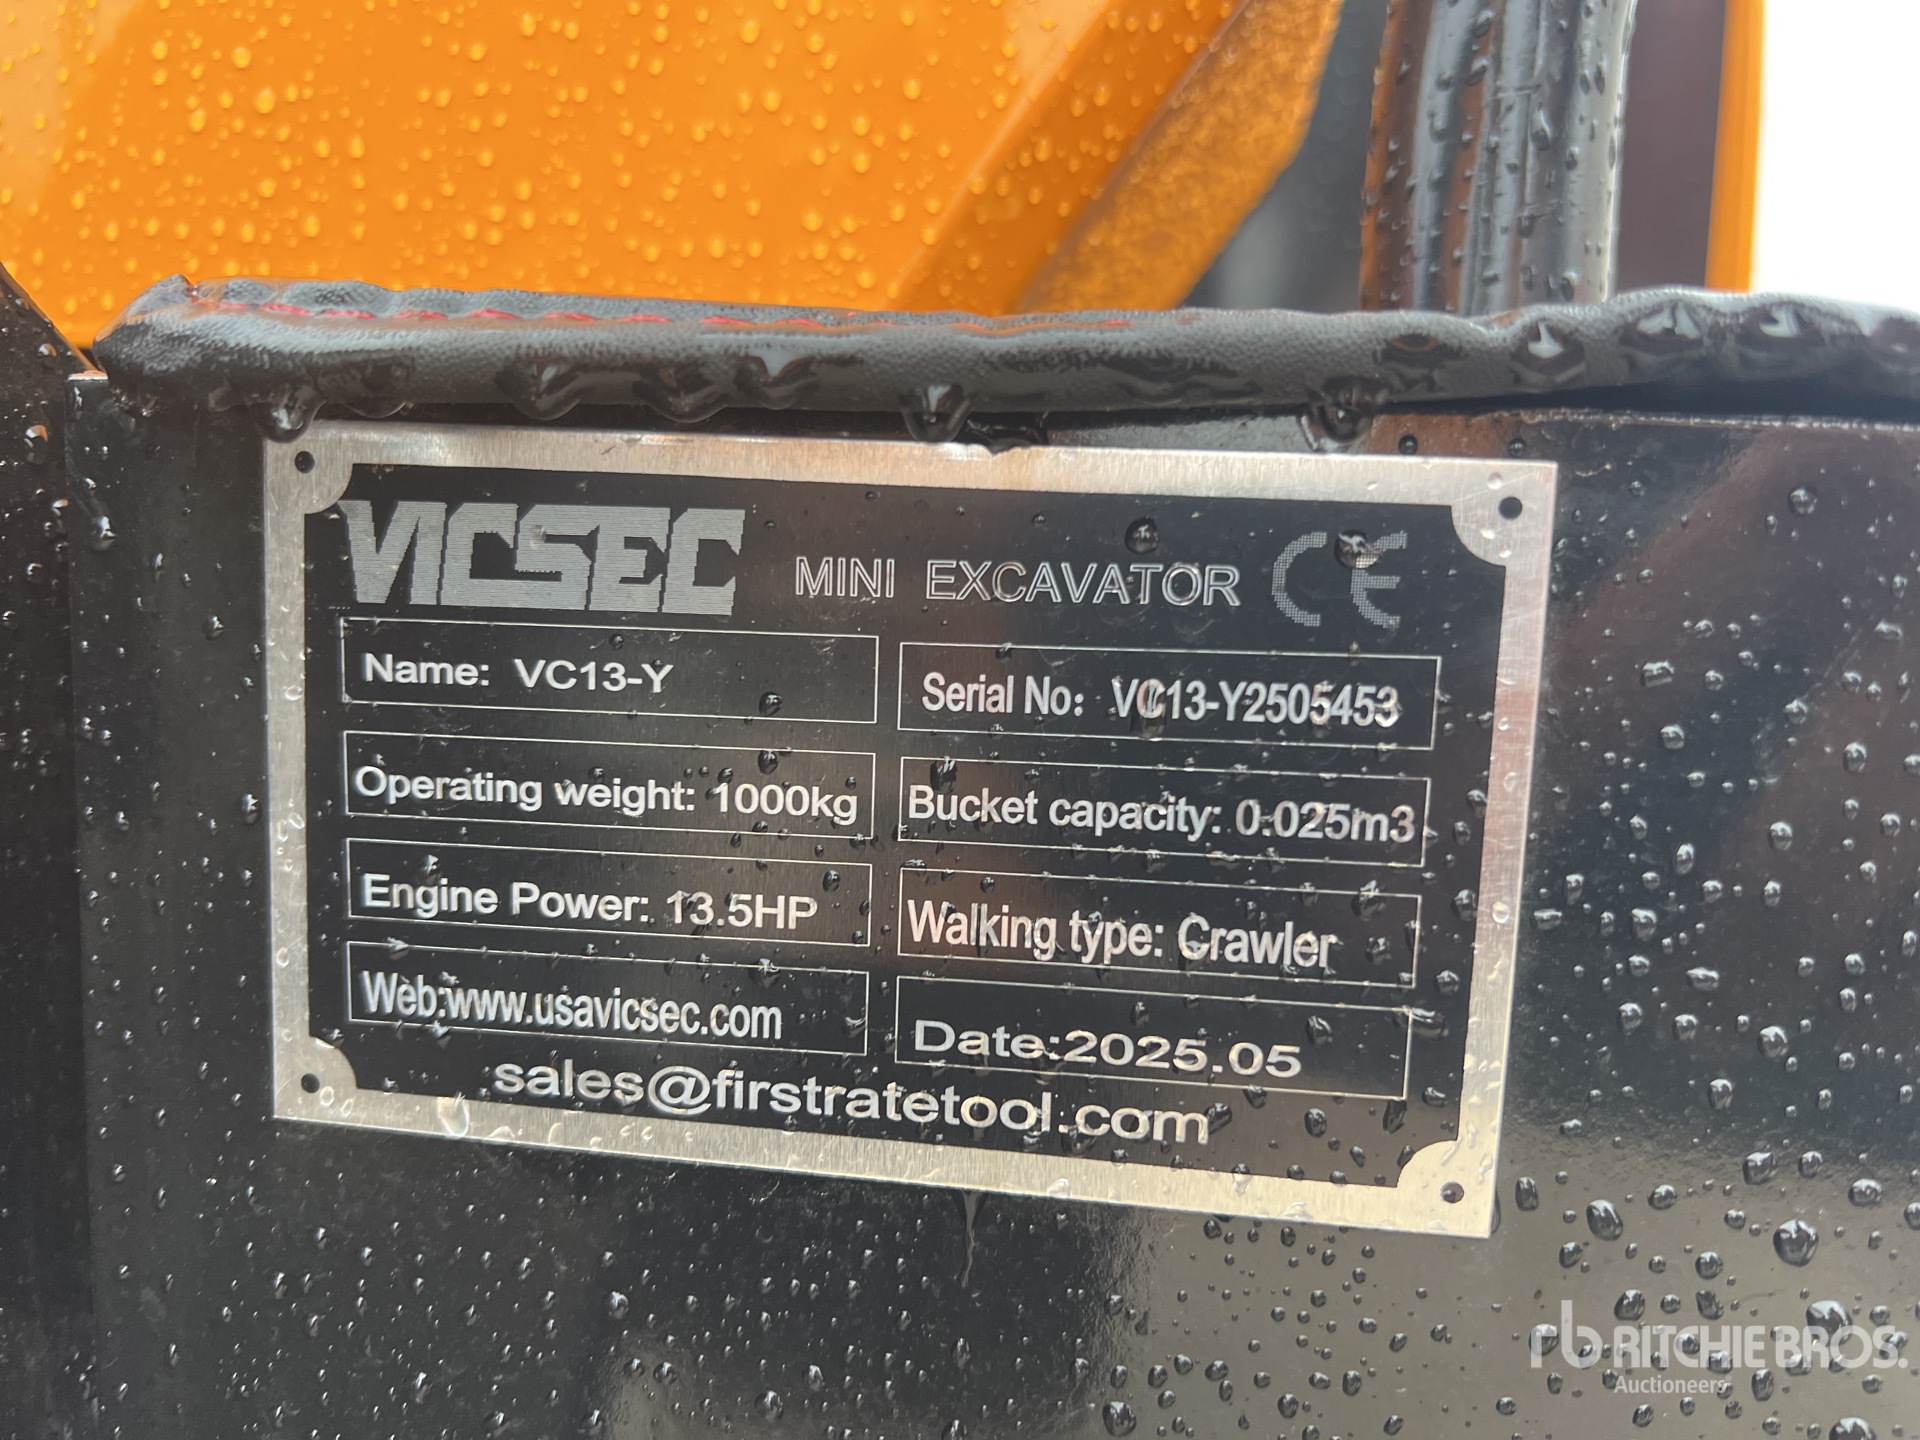 VICSEC MINI EXCAVATOR CE
Name: VC13-Y
Serial No: VC13-Y2505453
Operating weight: 1000kg
Bucket capacity: 0.025m3
Engine Power: 13.5HP
Walking type: Crawler
Web:www.usavicsec.com
Date:2025.05
sales@firstratetool.com
rb RITCHIE BROS.
Auctioneers